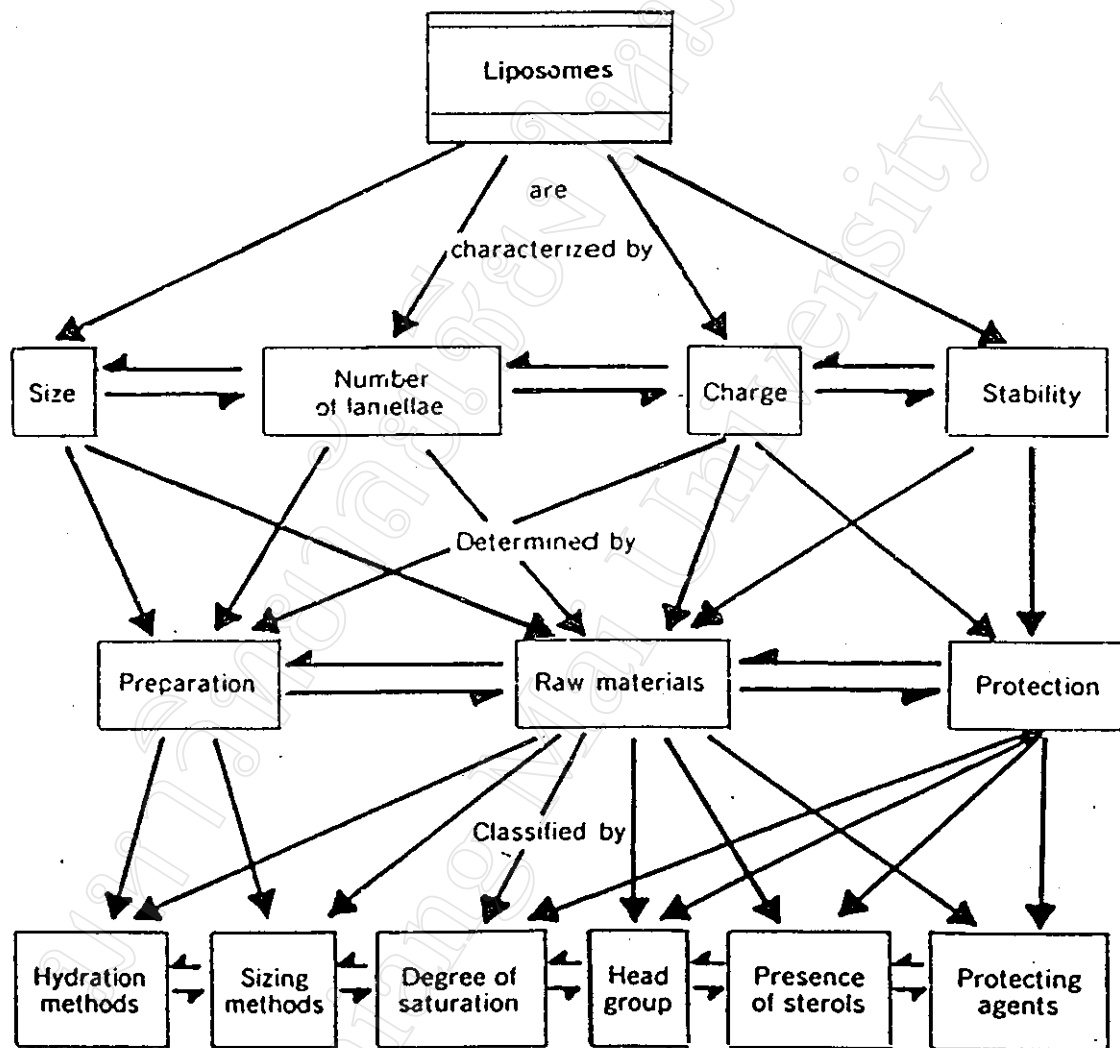 Liposomes
are
characterized by
Size
Number
of lamellae
Charge
Stability
Determined by
Preparation
Raw materials
Protection
Classified by
Hydration
methods
Sizing
methods
Degree of
saturation
Head
group
Presence
of sterols
Protecting
agents